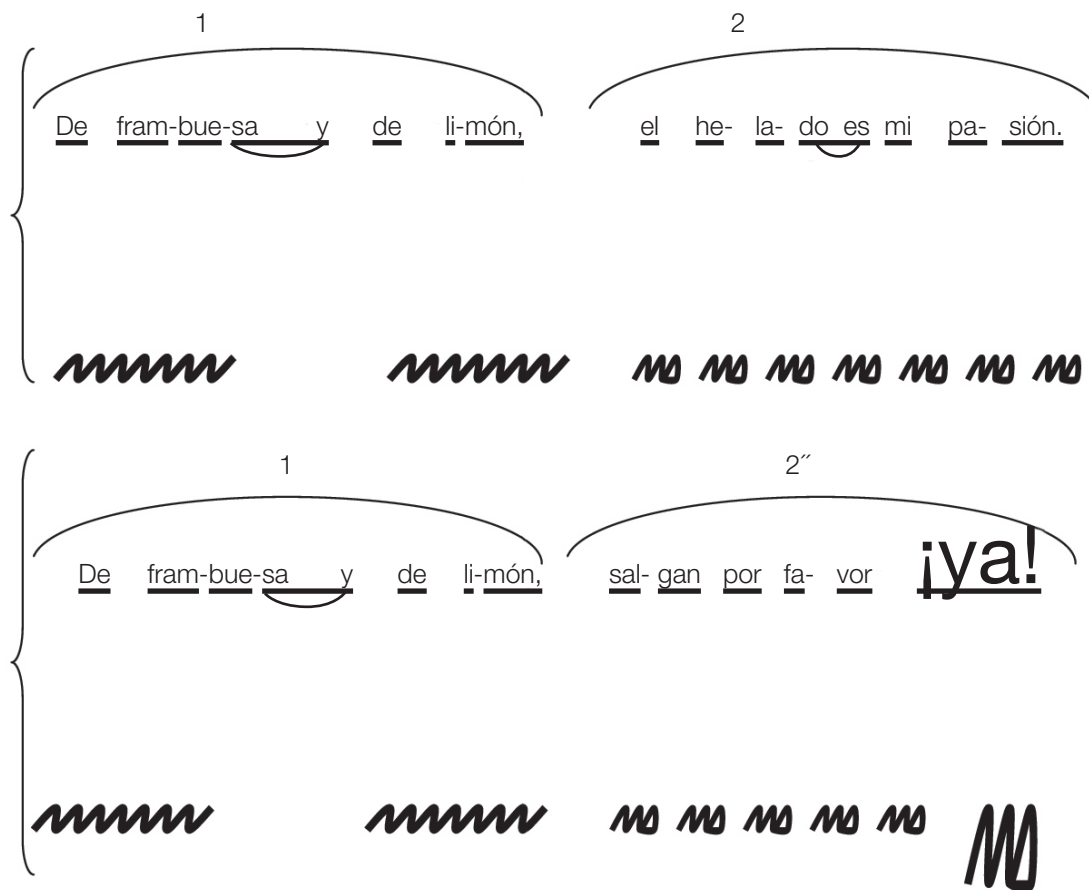 1 2
De fram-bue-sa y de li-món, el he- la- do es mi pa- sión.
1 2˝
De fram-bue-sa y de li-món, sal- gan por fa- vor ¡ya!